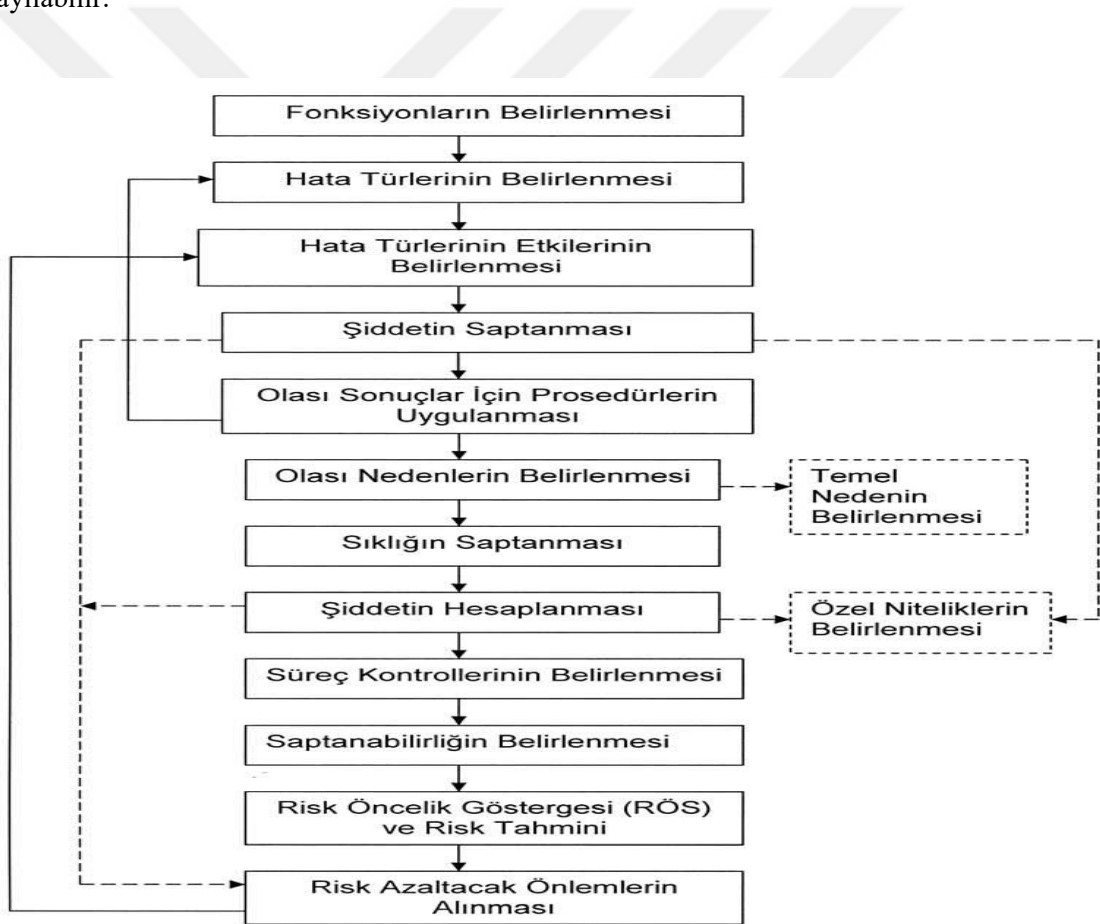 Fonksiyonların Belirlenmesi
Hata Türlerinin Belirlenmesi
Hata Türlerinin Etkilerinin
Belirlenmesi
Şiddetin Saptanması
Olası Sonuçlar İçin Prosedürlerin
Uygulanması
Olası Nedenlerin Belirlenmesi
Temel
Nedenin
Belirlenmesi
Sıklığın Saptanması
Şiddetin Hesaplanması
Özel Niteliklerin
Belirlenmesi
Süreç Kontrollerinin Belirlenmesi
Saptanabilirliğin Belirlenmesi
Risk Öncelik Göstergesi (RÖS)
ve Risk Tahmini
Risk Azaltacak Önlemlerin
Alınması